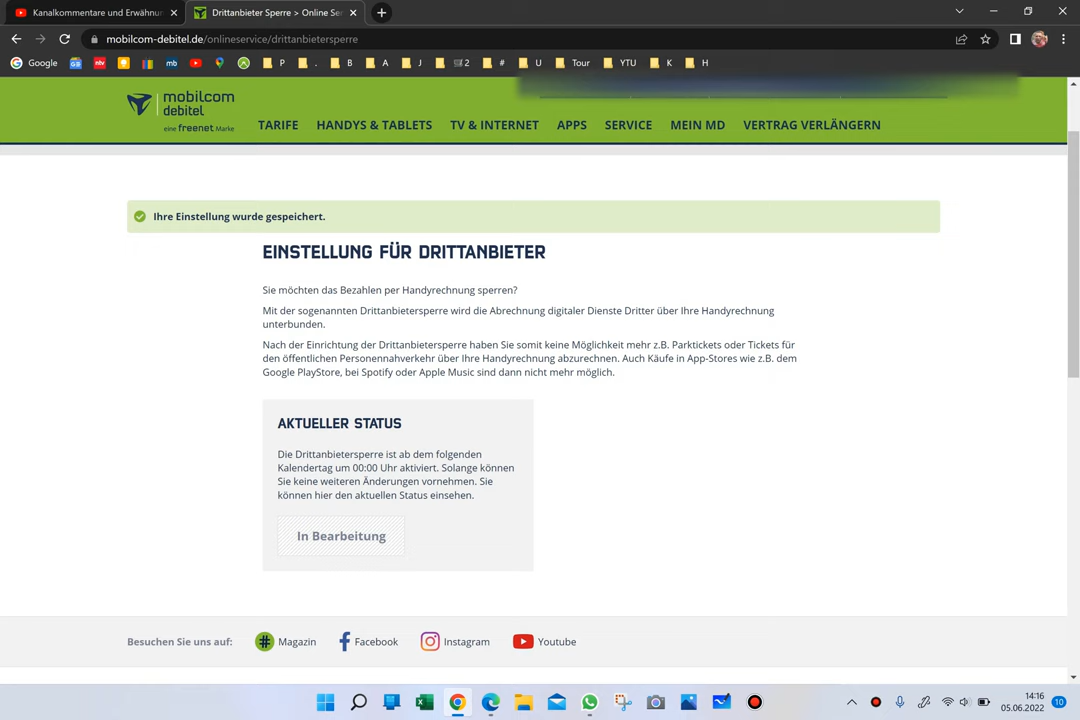 Kanalkommentare und Erwähnun
Drittanbieter Sperre > Online Ser
mobilcom-debitel.de/onlineservice/drittanbietersperre
Google
GB
ntv
mb
P
.
B
A
J
2
#
U
Tour
YTU
K
H
mobilcom
debitel
eine freenet Marke
TARIFE
HANDYS & TABLETS
TV & INTERNET
APPS
SERVICE
MEIN MD
VERTRAG VERLÄNGERN
Ihre Einstellung wurde gespeichert.
EINSTELLUNG FÜR DRITTANBIETER
Sie möchten das Bezahlen per Handyrechnung sperren?
Mit der sogenannten Drittanbietersperre wird die Abrechnung digitaler Dienste Dritter über Ihre Handyrechnung
unterbunden.
Nach der Einrichtung der Drittanbietersperre haben Sie somit keine Möglichkeit mehr z.B. Parktickets oder Tickets für
den öffentlichen Personennahverkehr über Ihre Handyrechnung abzurechnen. Auch Käufe in App-Stores wie z.B. dem
Google PlayStore, bei Spotify oder Apple Music sind dann nicht mehr möglich.
AKTUELLER STATUS
Die Drittanbietersperre ist ab dem folgenden
Kalendertag um 00:00 Uhr aktiviert. Solange können
Sie keine weiteren Änderungen vornehmen. Sie
können hier den aktuellen Status einsehen.
In Bearbeitung
Besuchen Sie uns auf:
Magazin
Facebook
Instagram
Youtube
14:16
05.06.2022
10